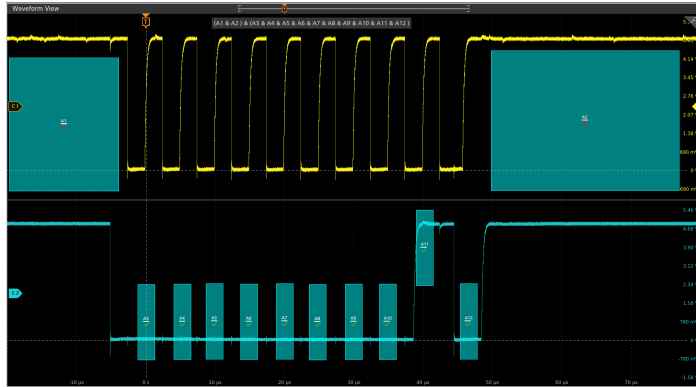 Waveform View
(A1 & A2 ) & (A3 & A4 & A5 & A6 & A7 & A8 & A9 & A10 & A11 & A12 )
T
4.14
3.45
2.76
2.07
1.38
690 m
0
-690 m
C1
A1
A2
5.46
4.68
3.90
3.12
2.34
1.56
780 m
0
-780 m
-1.56
C2
A11
A3
A4
A5
A6
A7
A8
A9
A10
A12
-10 µs
0 s
10 µs
20 µs
30 µs
40 µs
50 µs
60 µs
70 µs